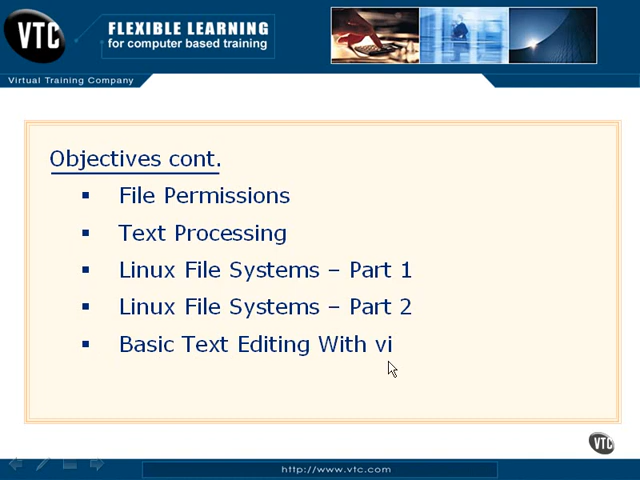 VTC
FLEXIBLE LEARNING
for computer based training
Virtual Training Company
Objectives cont.
▪ File Permissions
▪ Text Processing
▪ Linux File Systems – Part 1
▪ Linux File Systems – Part 2
▪ Basic Text Editing With vi
VTC
http://www.vtc.com